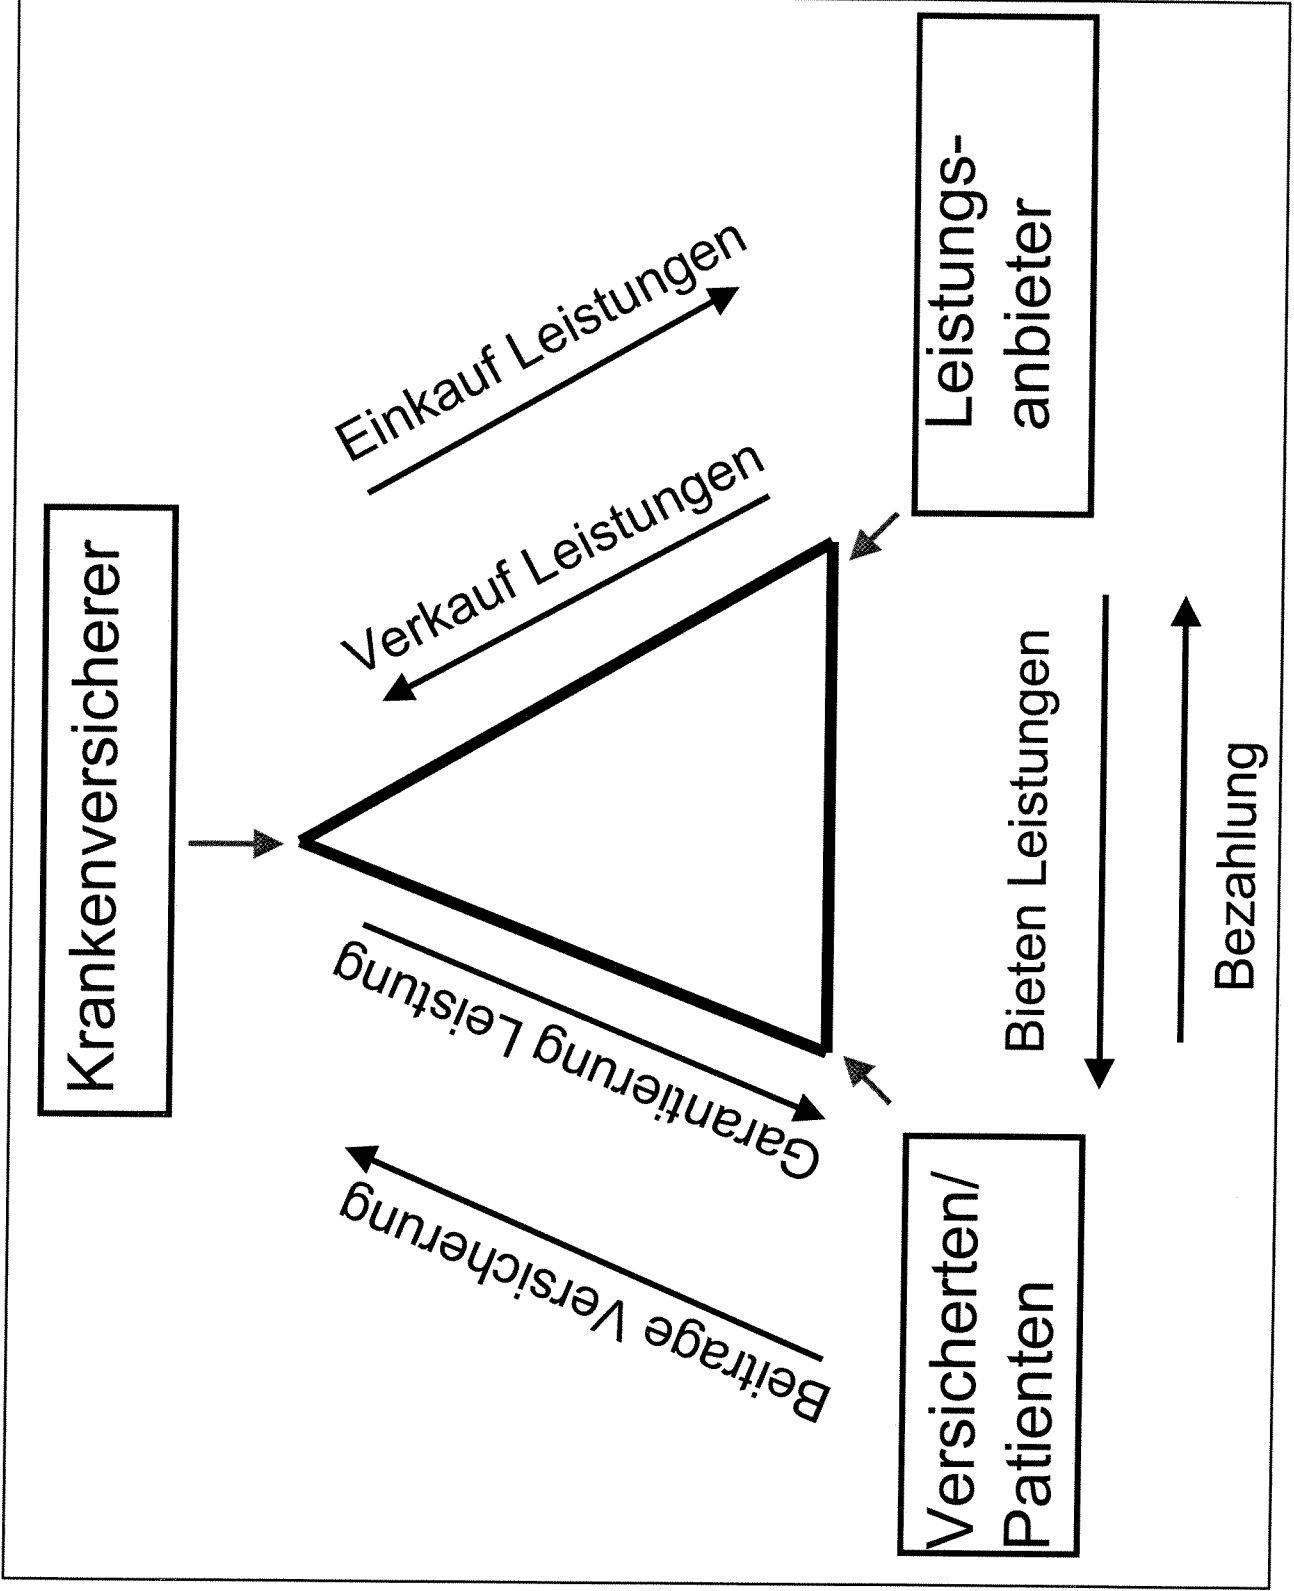 Krankenversicherer
Einkauf Leistungen
Verkauf Leistungen
Garantierung Leistung
Beitrage Versicherung
Leistungs-
anbieter
Versicherten/
Patienten
Bieten Leistungen
Bezahlung